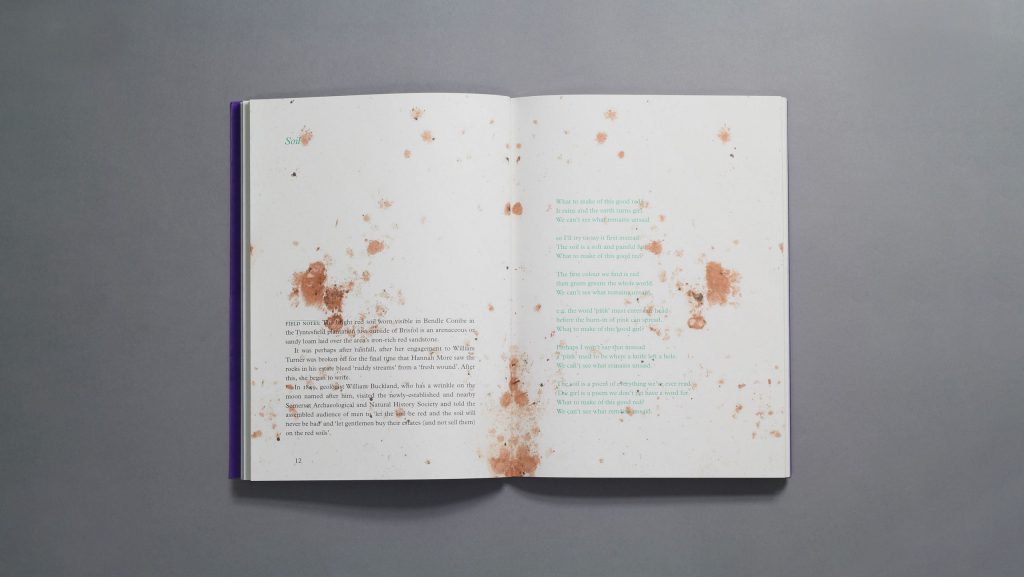 Soil
FIELD NOTES: The bright red soil worn visible in Bendle Combe in
the Tyntesfield plantation just outside of Bristol is an arenaceous or
sandy loam laid over the area's iron-rich red sandstone.
It was perhaps after rainfall, after her engagement to William
Turner was broken off for the final time that Hannah More saw the
rocks in his estate bleed 'ruddy streams' from a 'fresh wound'. After
this, she began to write.
In 1849, geologist William Buckland, who has a wrinkle on the
moon named after him, visited the newly-established and nearby
Somerset Archaeological and Natural History Society and told the
assembled audience of men to 'let the soil be red and the soil will
never be bad' and 'let gentlemen buy their estates (and not sell them)
on the red soils'.
12
What to make of this good red?
It rains and the earth turns girl
We can't see what remains unsaid
so I'll try to say it first instead:
The soil is a soft and painful
What to make of this good red?
The first colour we find is red
then green greens the whole world.
We can't see what remains unsaid,
e.g. the word 'pink' must enter our head
before the burn-in of pink can spread.
What to make of this good girl?
Perhaps I won't say that instead.
A 'pink' used to be where a knife left a hole.
We can't see what remains unsaid.
The soil is a poem of everything we've ever read.
The girl is a poem we don't yet have a word for.
What to make of this good red?
We can't see what remains unsaid.